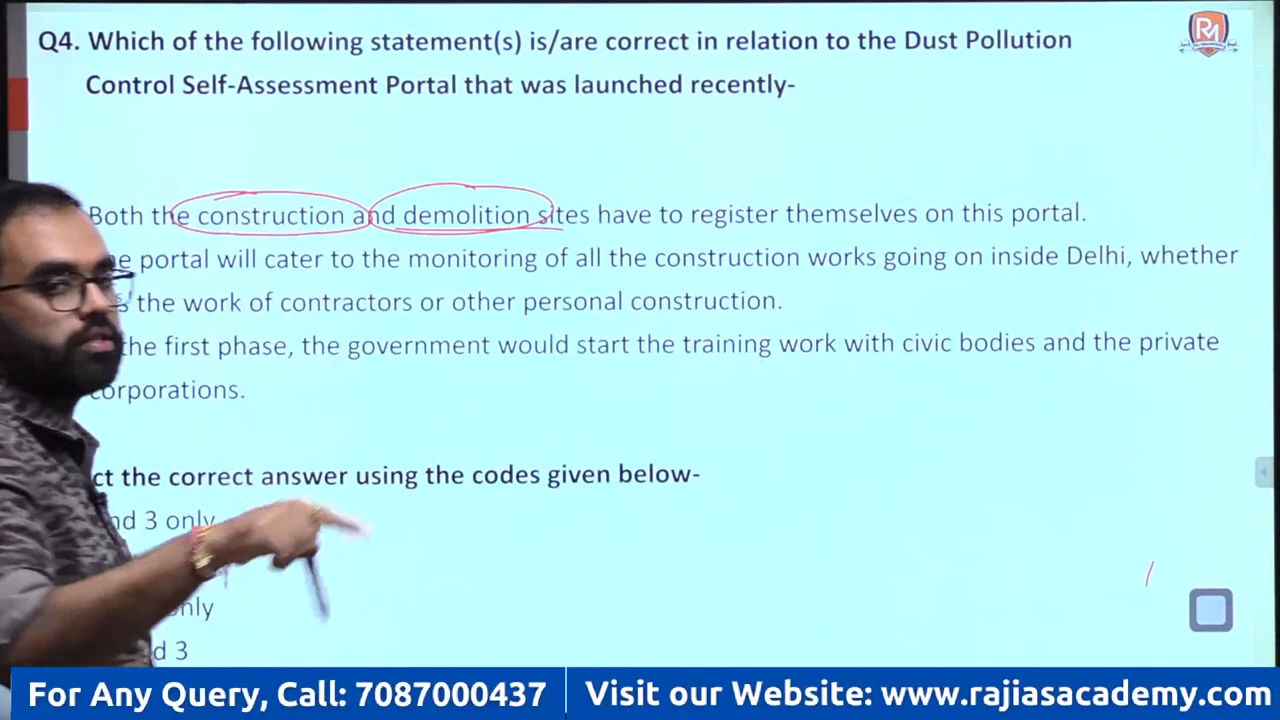 Q4. Which of the following statement(s) is/are correct in relation to the Dust Pollution
Control Self-Assessment Portal that was launched recently-
Both the construction and demolition sites have to register themselves on this portal.
portal will cater to the monitoring of all the construction works going on inside Delhi, whether
the work of contractors or other personal construction.
the first phase, the government would start the training work with civic bodies and the private
corporations.
the correct answer using the codes given below-
3 only
only
3
For Any Query, Call: 7087000437
Visit our Website: www.rajiasacademy.com